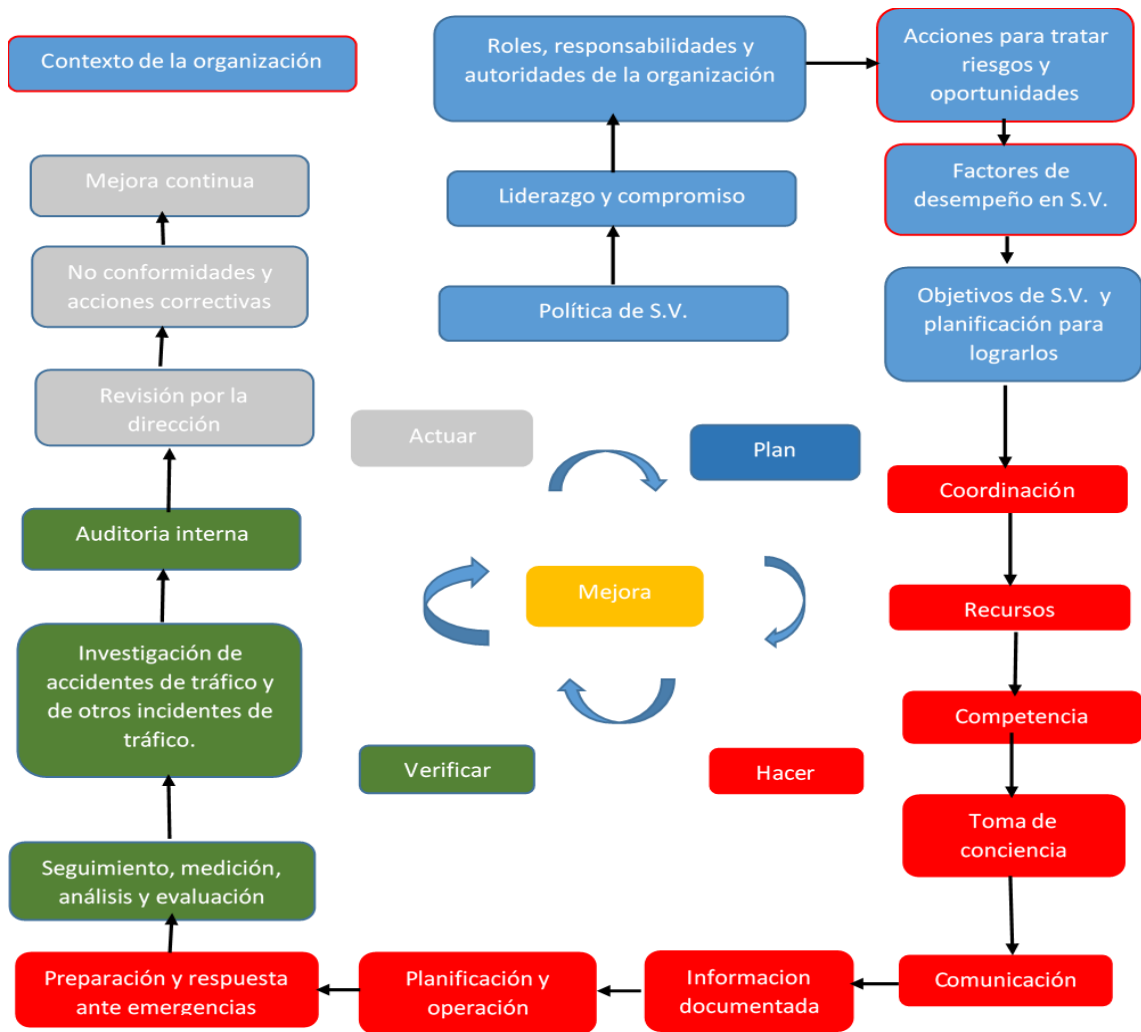 Contexto de la organización
Roles, responsabilidades y
autoridades de la organización
Acciones para tratar
riesgos y
oportunidades
Mejora continua
Liderazgo y compromiso
Factores de
desempeño en S.V.
No conformidades y
acciones correctivas
Política de S.V.
Objetivos de S.V. y
planificación para
lograrlos
Revisión por la
dirección
Actuar
Plan
Coordinación
Auditoria interna
Mejora
Recursos
Investigación de
accidentes de tráfico y
de otros incidentes de
tráfico.
Competencia
Verificar
Hacer
Toma de
conciencia
Seguimiento, medición,
análisis y evaluación
Preparación y respuesta
ante emergencias
Planificación y
operación
Informacion
documentada
Comunicación